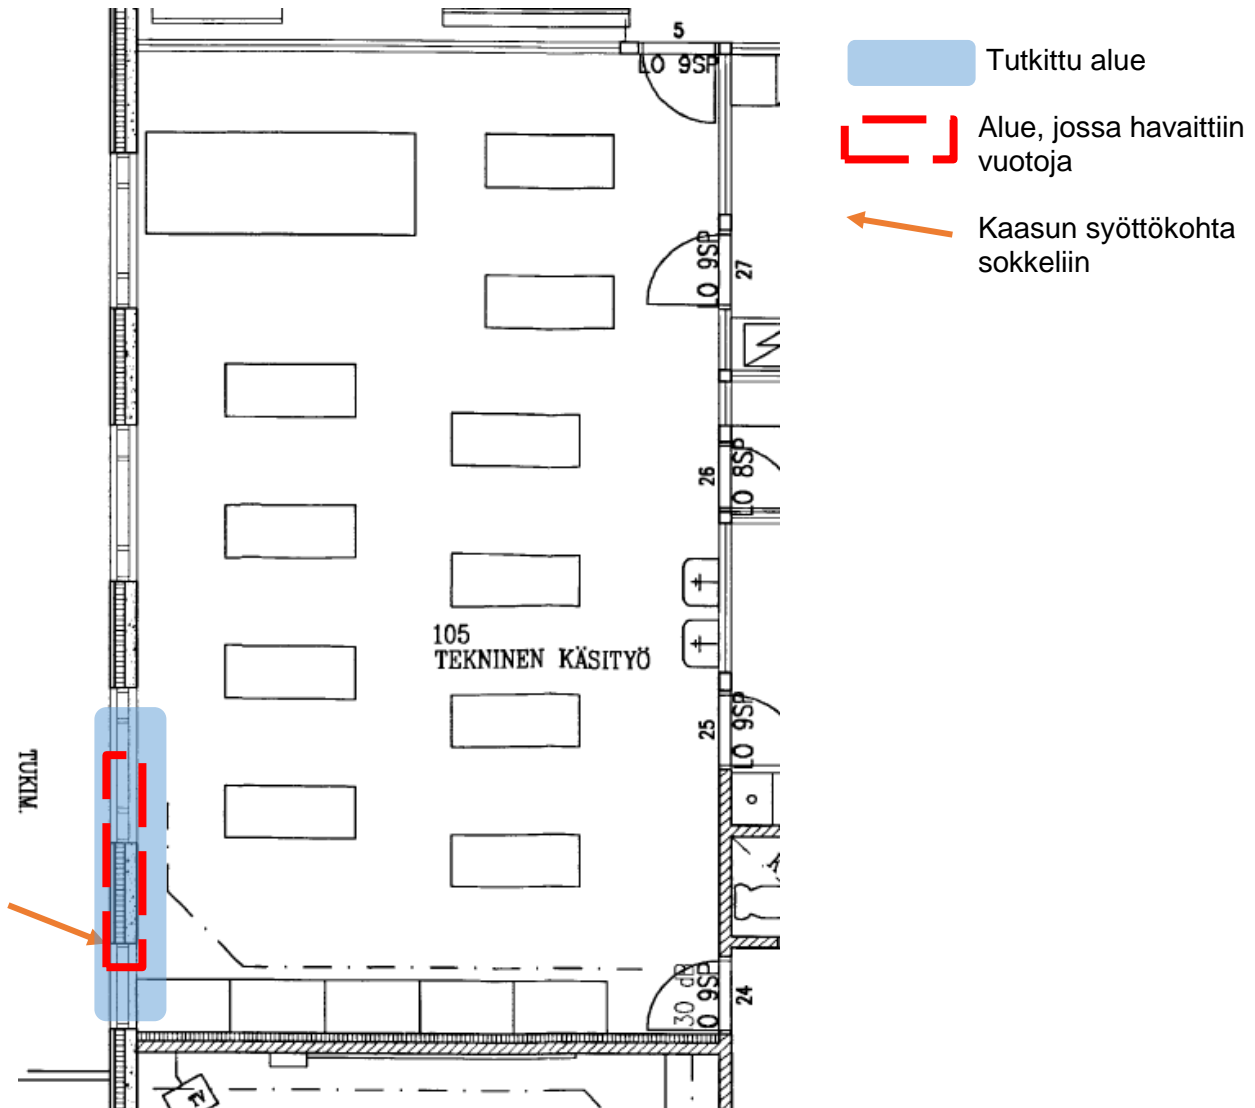 5
LO 9SP
Tutkittu alue
Alue, jossa havaittiin
vuotoja
Kaasun syöttökohta
sokkeliin
LO 9SP
27
26
LO 8SP
105
TEKNINEN KÄSITYÖ
25
LO 9SP
TUKIM.
30 dB
O 9SP
24
E